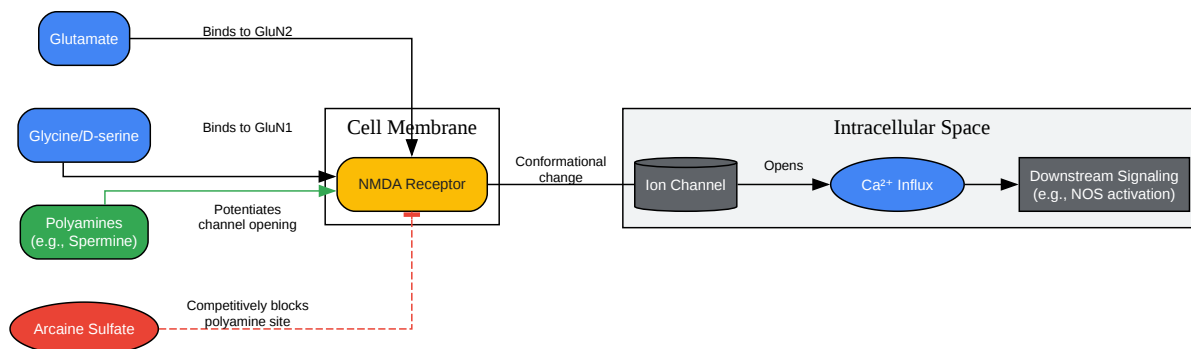 Glutamate
Binds to GluN2
Glycine/D-serine
Binds to GluN1
Cell Membrane
NMDA Receptor
Polyamines
(e.g., Spermine)
Potentiates
channel opening
Arcaine Sulfate
Competitively blocks
polyamine site
Conformational
change
Intracellular Space
Ion Channel
Opens
Ca²⁺ Influx
Downstream Signaling
(e.g., NOS activation)